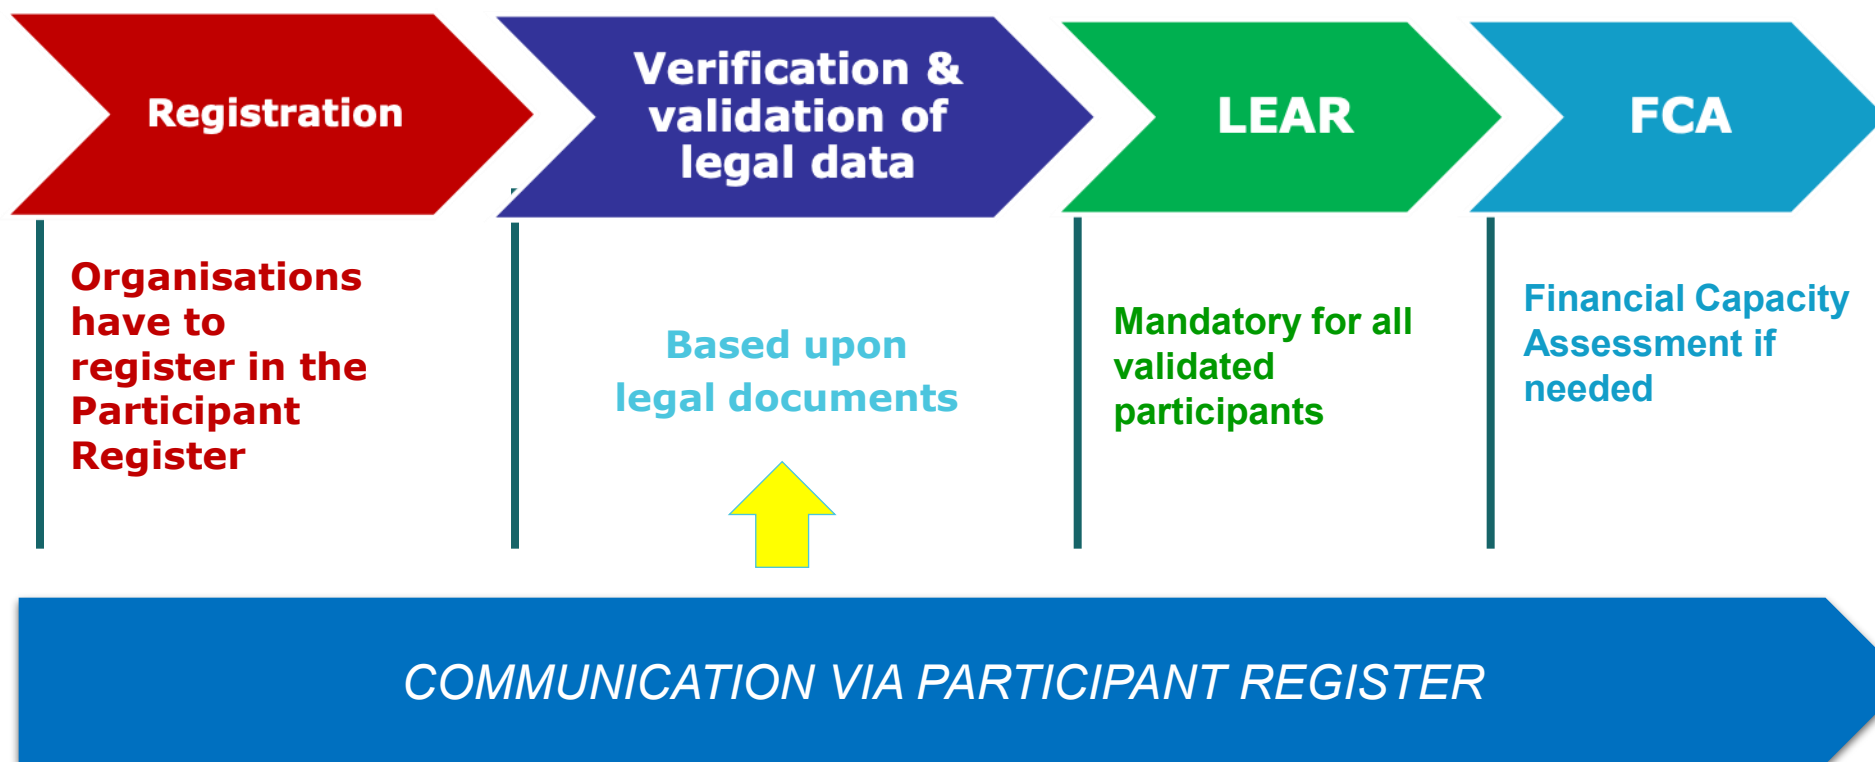 Registration
Verification &
validation of
legal data
LEAR
FCA
Organisations
have to
register in the
Participant
Register
Based upon
legal documents
Mandatory for all
validated
participants
Financial Capacity
Assessment if
needed
COMMUNICATION VIA PARTICIPANT REGISTER